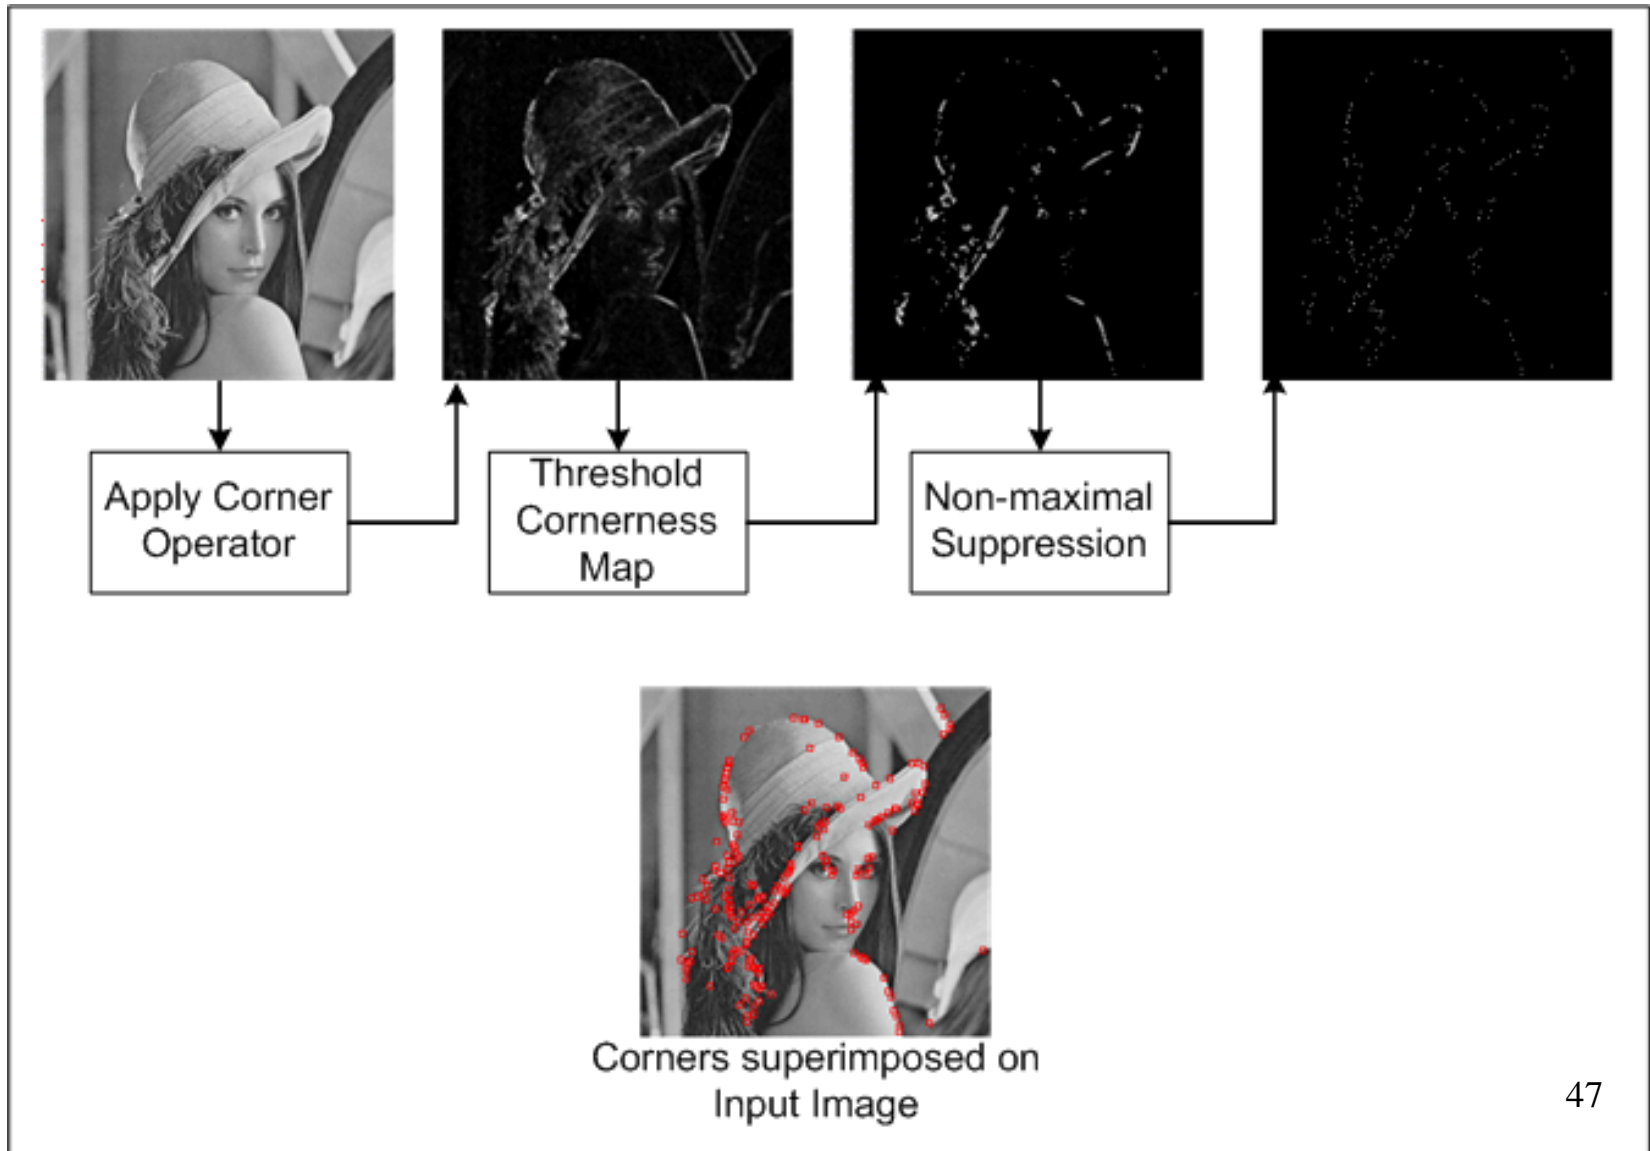 Apply Corner
Operator
Threshold
Cornerness
Map
Non-maximal
Suppression
Corners superimposed on
Input Image
47